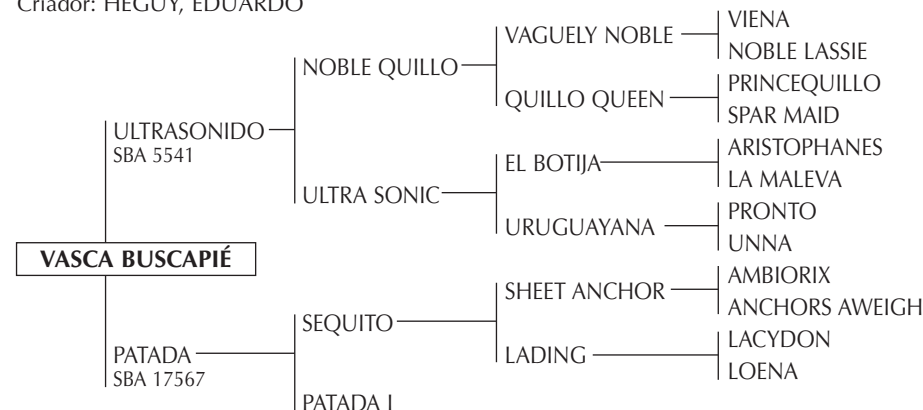 Criador: HEGUY, EDUARDO
VIENA
VAGUELY NOBLE
NOBLE LASSIE
NOBLE QUILLO
PRINCEQUILLO
QUILLO QUEEN
SPAR MAID
ULTRASONIDO
SBA 5541
ARISTOPHANES
EL BOTIJA
LA MALEVA
ULTRA SONIC
PRONTO
URUGUAYANA
UNNA
VASCA BUSCAPIÉ
AMBIORIX
SHEET ANCHOR
ANCHORS AWEIGH
SEQUITO
LACYDON
PATADA
LADING
SBA 17567
LOENA
PATADA I